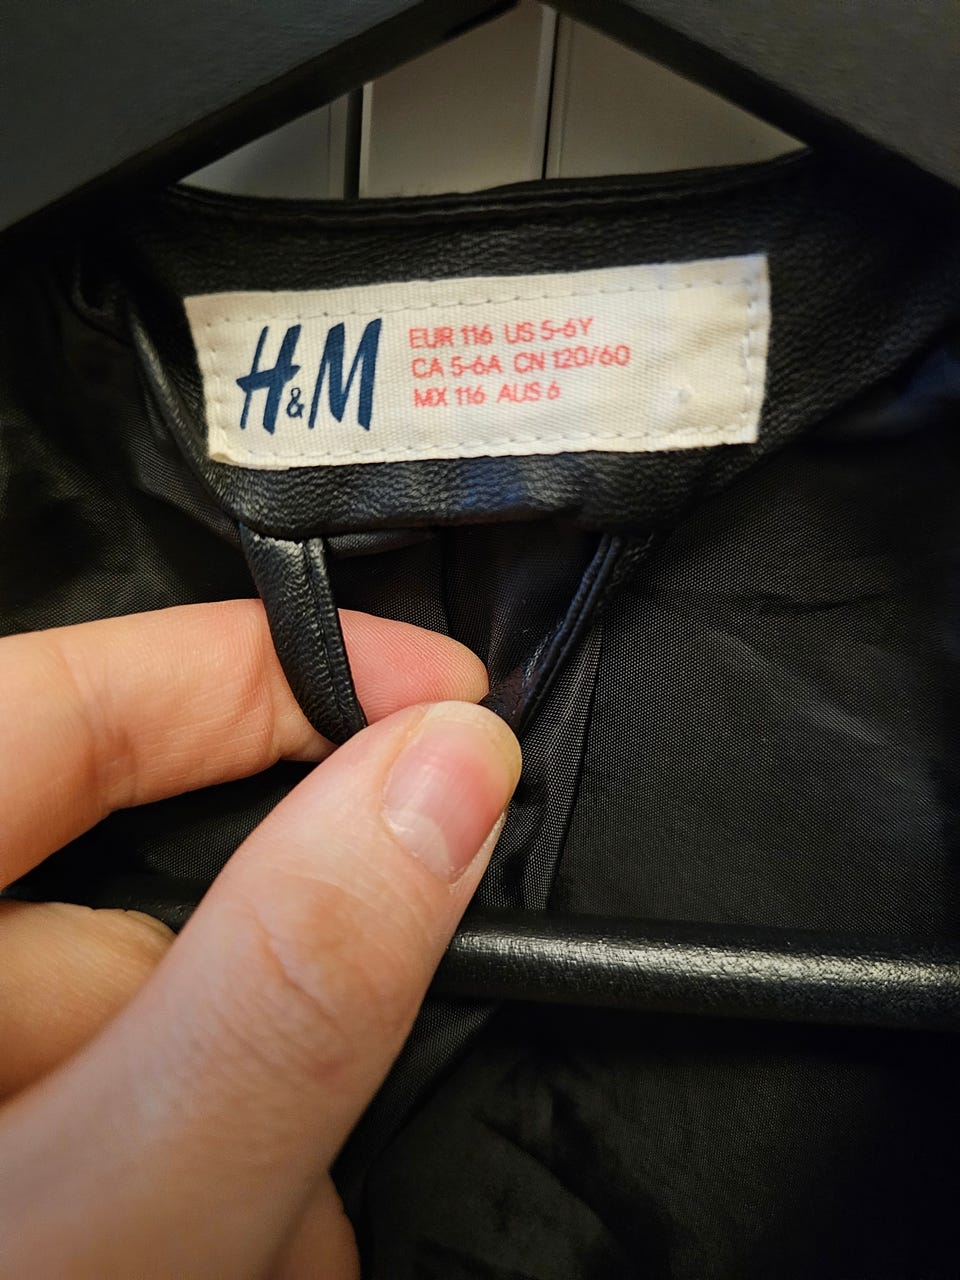 H&M
EUR 116 US 5-6Y
CA 5-6A CN 120/60
MX 116 AUS 6